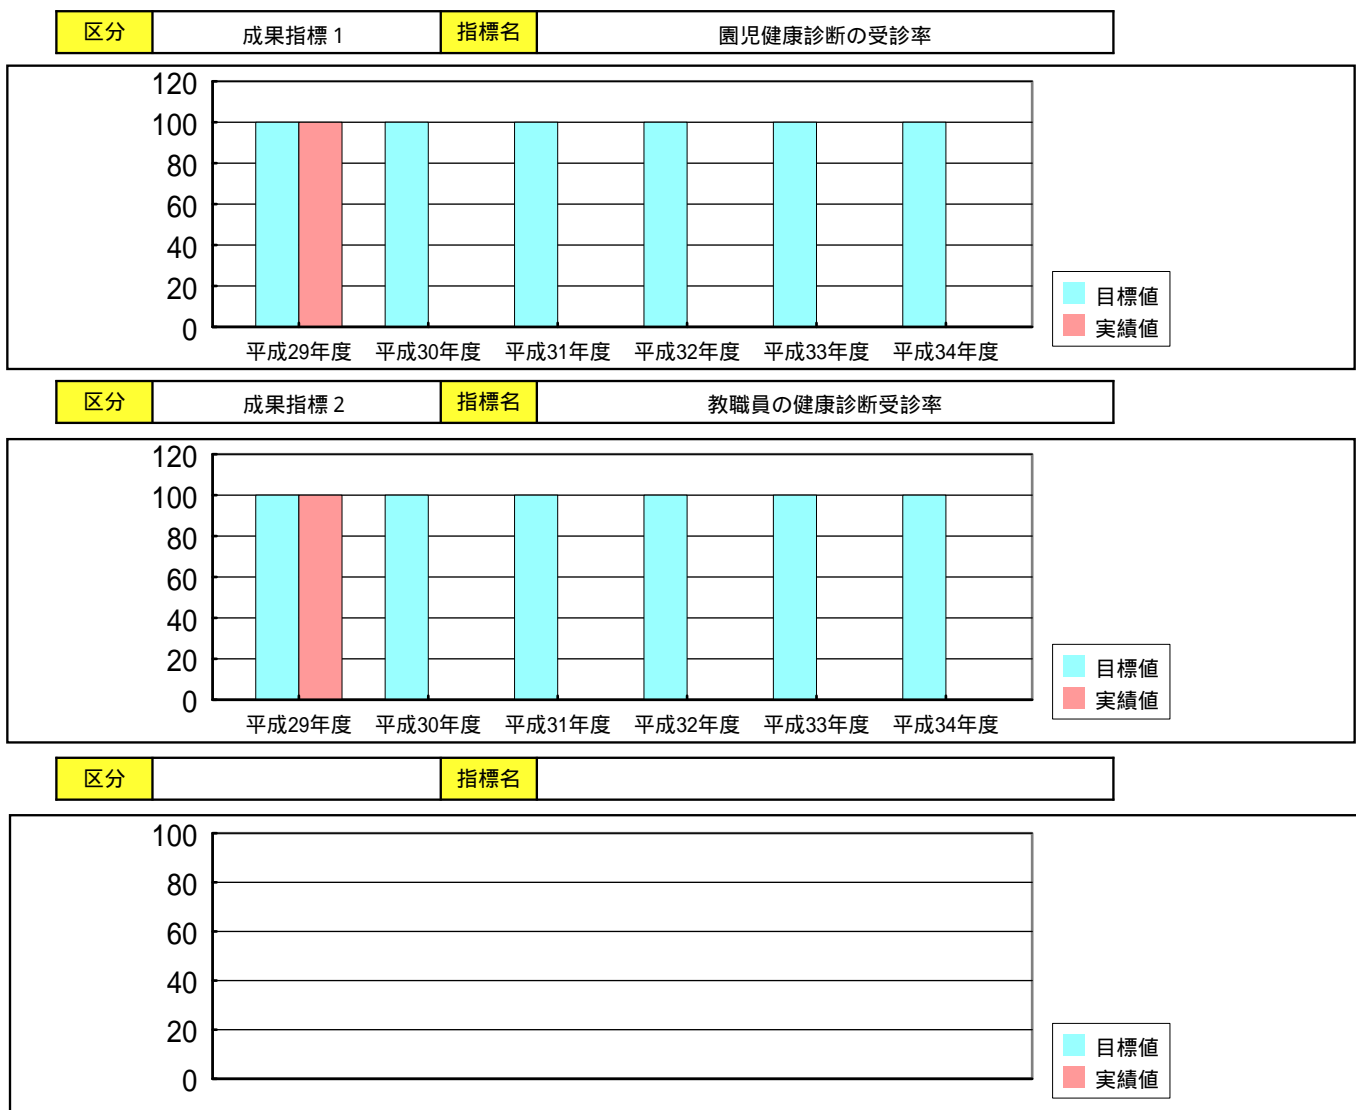 区分 成果指標1 指標名 園児健康診断の受診率
120
100
80
60
40
20
0
平成29年度 平成30年度 平成31年度 平成32年度 平成33年度 平成34年度
目標値
実績値
区分 成果指標2 指標名 教職員の健康診断受診率
120
100
80
60
40
20
0
平成29年度 平成30年度 平成31年度 平成32年度 平成33年度 平成34年度
目標値
実績値
区分 指標名
100
80
60
40
20
0
目標値
実績値